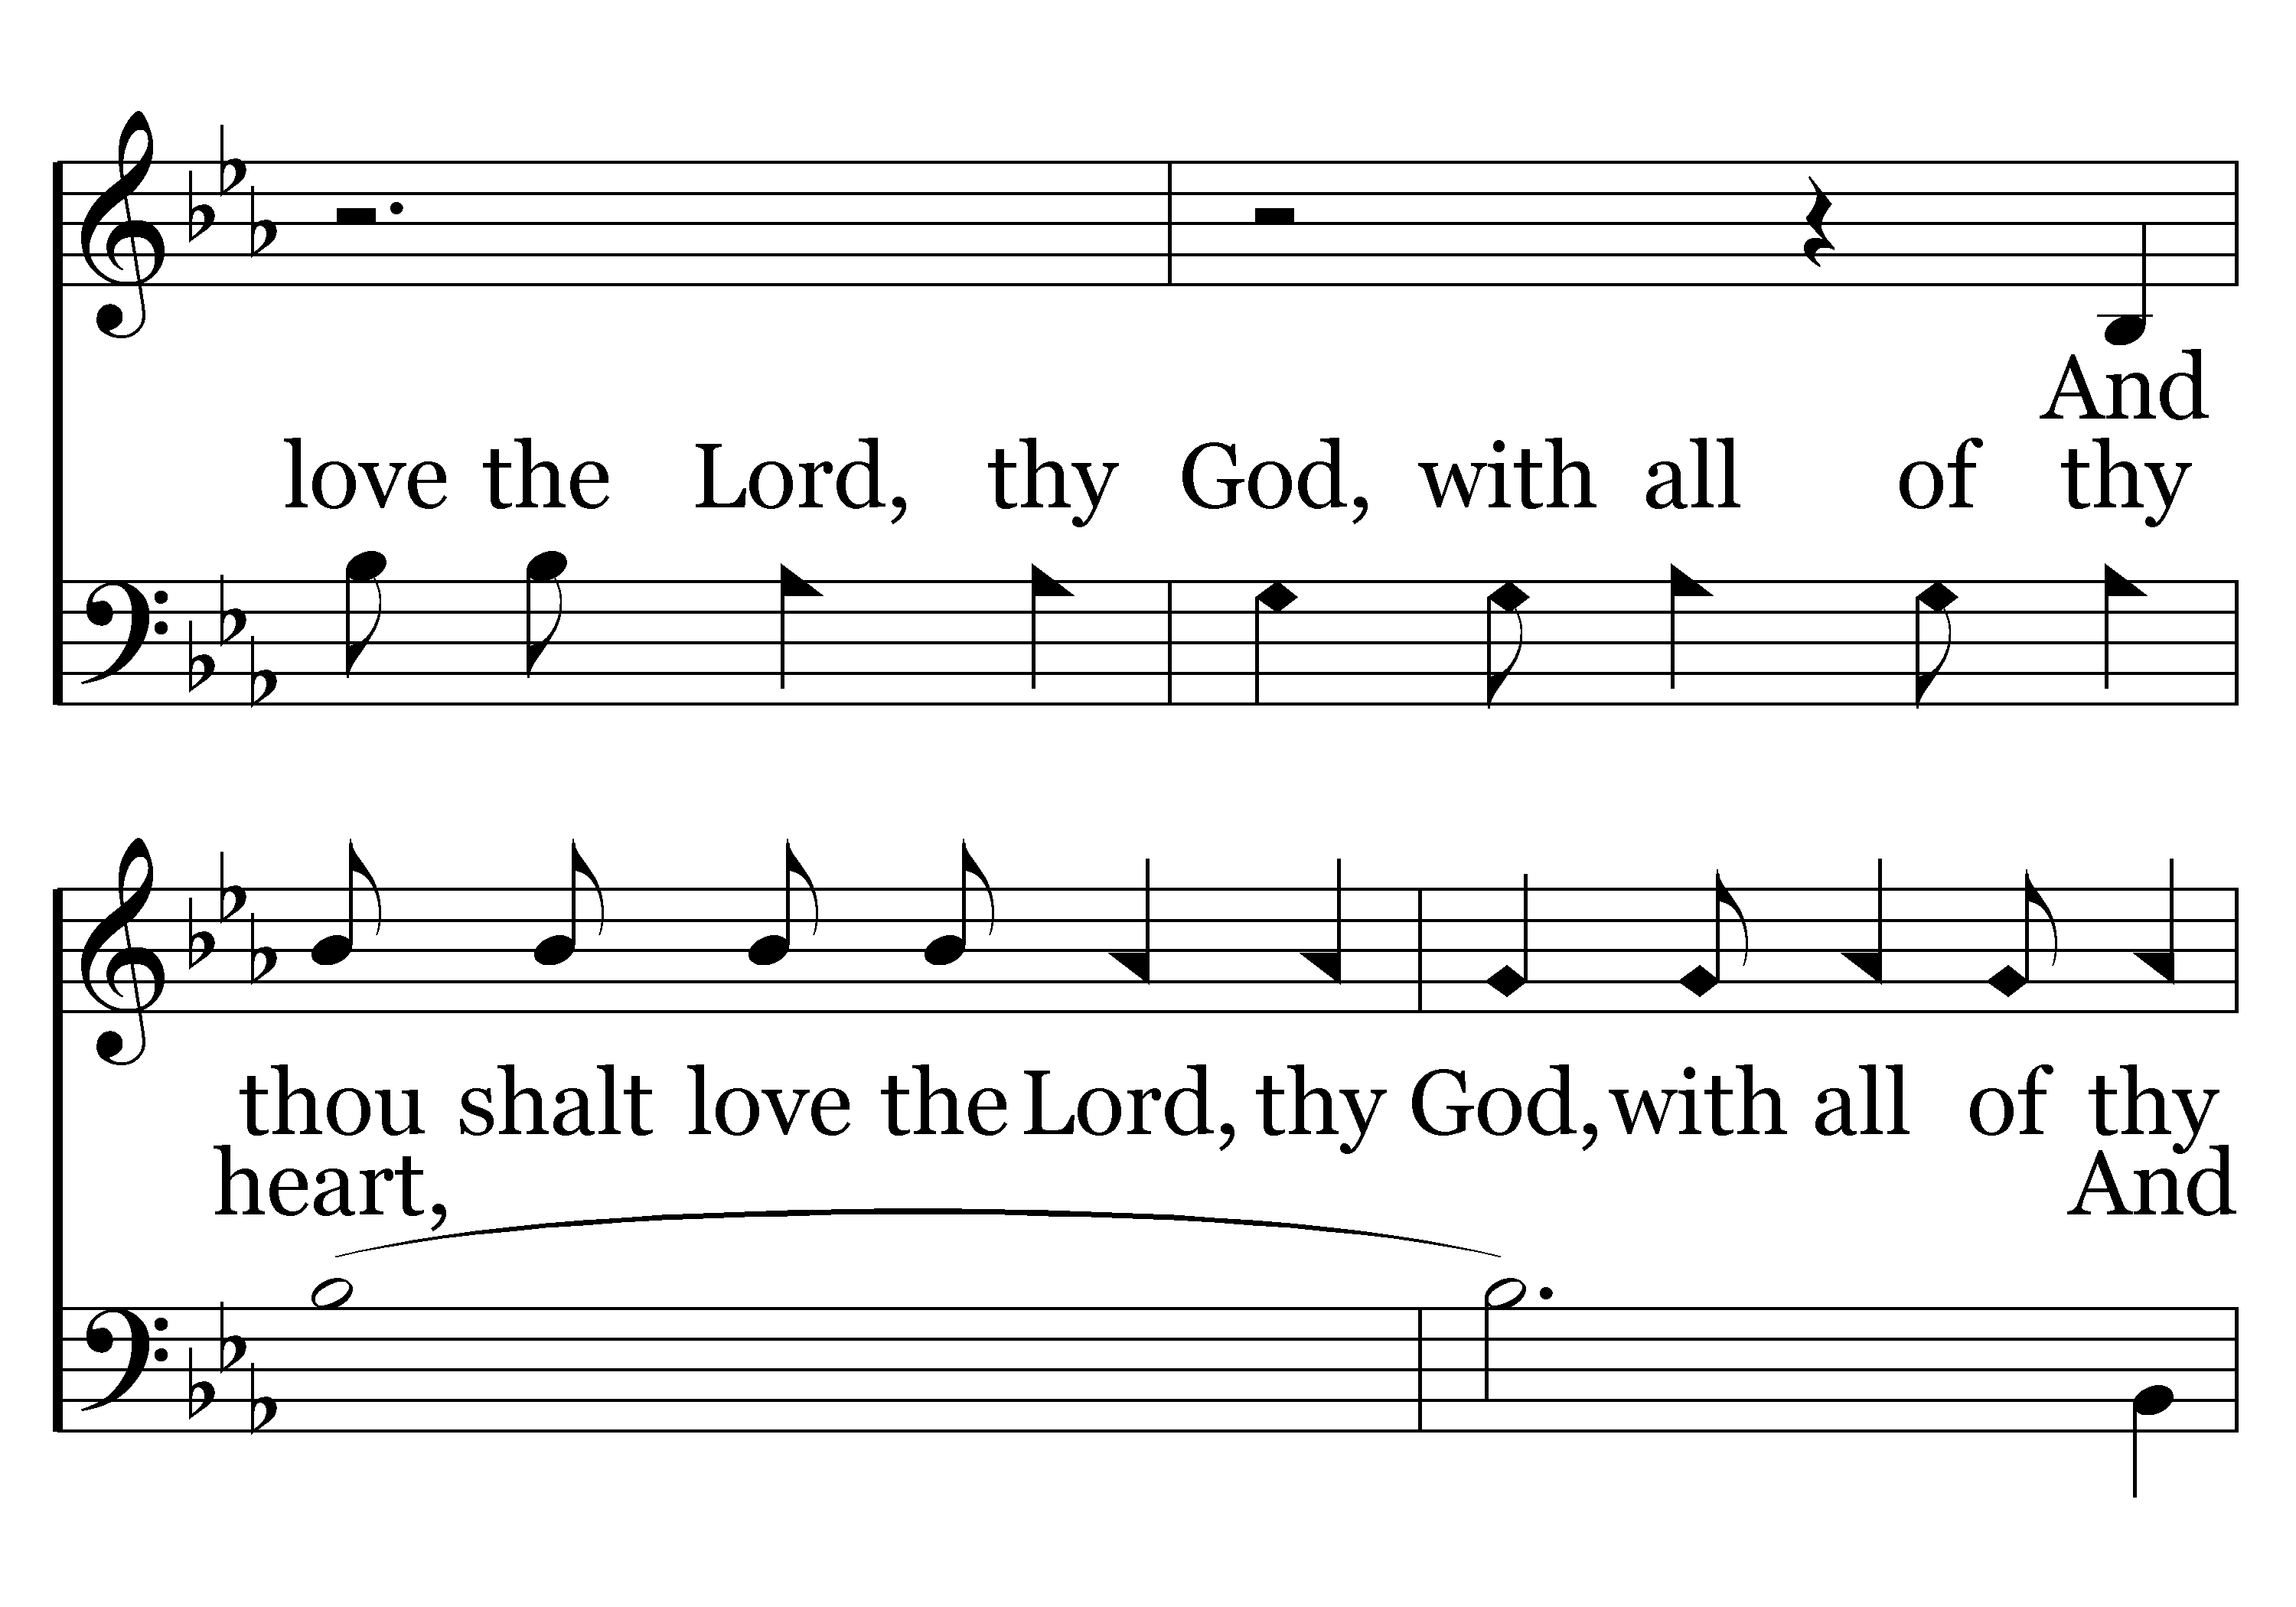 And
love the Lord, thy God, with all of thy
thou shalt love the Lord, thy God, with all of thy
heart, And